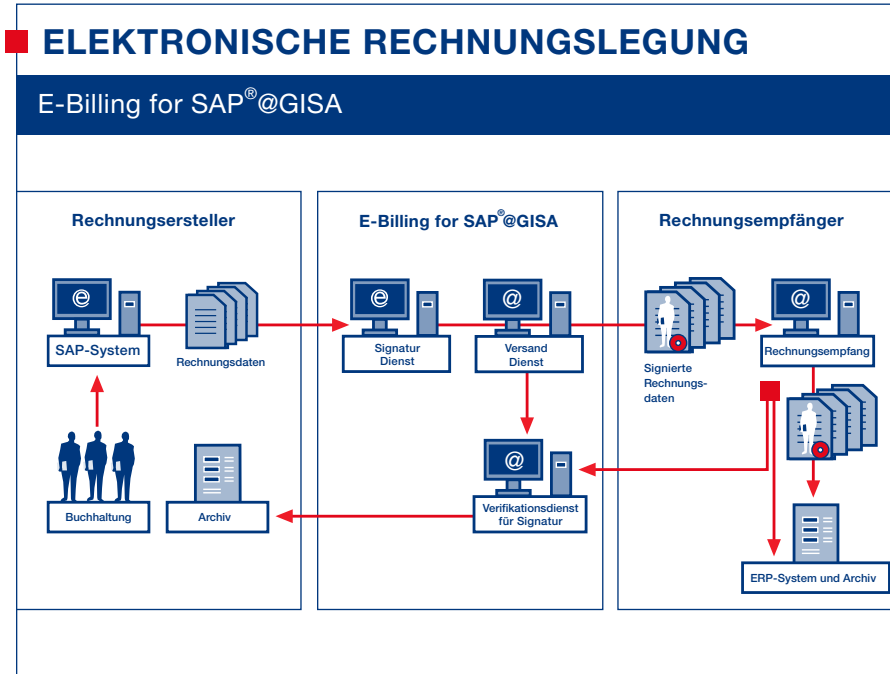 ELEKTRONISCHE RECHNUNGSLEGUNG
E-Billing for SAP®@GISA
Rechnungsersteller
e
SAP-System
Rechnungsdaten
Buchhaltung
Archiv
E-Billing for SAP®@GISA
e
Signatur
Dienst
@
Versand
Dienst
@
Verifikationsdienst
für Signatur
Rechnungsempfänger
Signierte
Rechnungs-
daten
@
Rechnungsempfang
ERP-System und Archiv